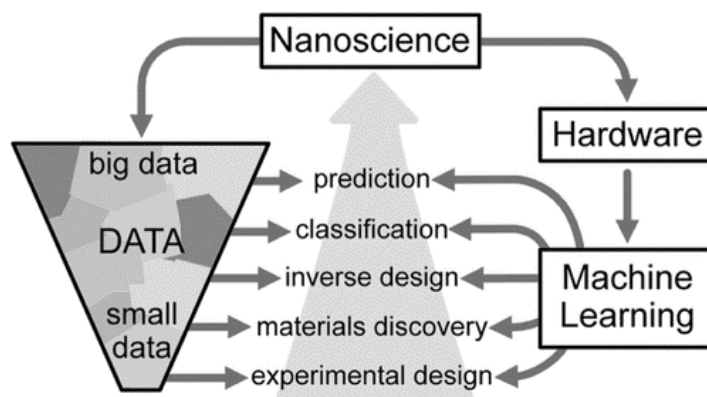 Nanoscience
Hardware
big data
DATA
small
data
prediction
classification
inverse design
materials discovery
experimental design
Machine
Learning